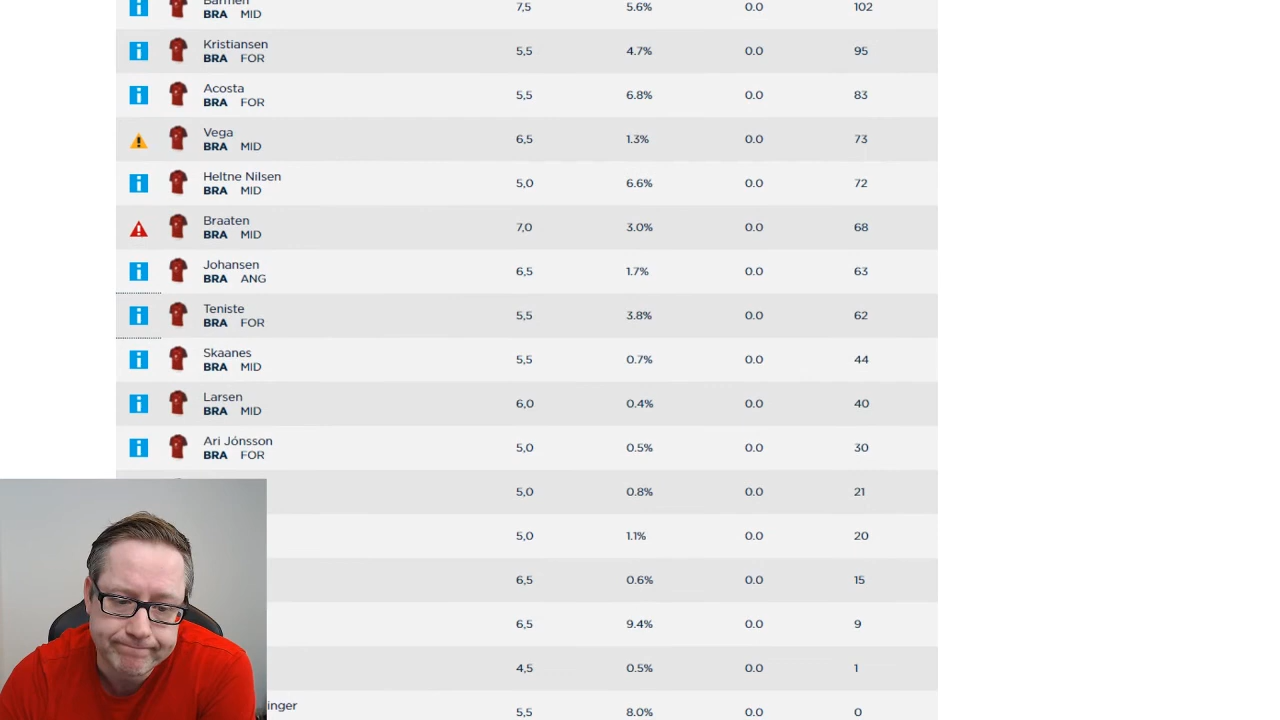 Barmen
BRA MID 7,5 5.6% 0.0 102
Kristiansen
BRA FOR 5,5 4.7% 0.0 95
Acosta
BRA FOR 5,5 6.8% 0.0 83
Vega
BRA MID 6,5 1.3% 0.0 73
Heltne Nilsen
BRA MID 5,0 6.6% 0.0 72
Braaten
BRA MID 7,0 3.0% 0.0 68
Johansen
BRA ANG 6,5 1.7% 0.0 63
Teniste
BRA FOR 5,5 3.8% 0.0 62
Skaanes
BRA MID 5,5 0.7% 0.0 44
Larsen
BRA MID 6,0 0.4% 0.0 40
Ari Jónsson
BRA FOR 5,0 0.5% 0.0 30
5,0 0.8% 0.0 21
5,0 1.1% 0.0 20
6,5 0.6% 0.0 15
6,5 9.4% 0.0 9
4,5 0.5% 0.0 1
inger
5,5 8.0% 0.0 0